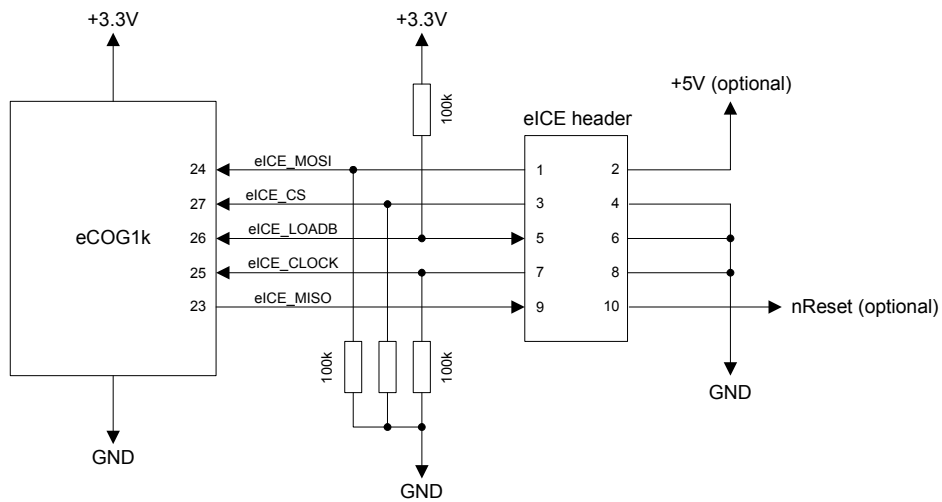 +3.3V
+3.3V
+5V (optional)
100k
eICE header
24 eICE_MOSI 1 2
27 eICE_CS 3 4
eCOG1k 26 eICE_LOADB 5 6
25 eICE_CLOCK 7 8
23 eICE_MISO 9 10 nReset (optional)
100k 100k
GND
GND
GND